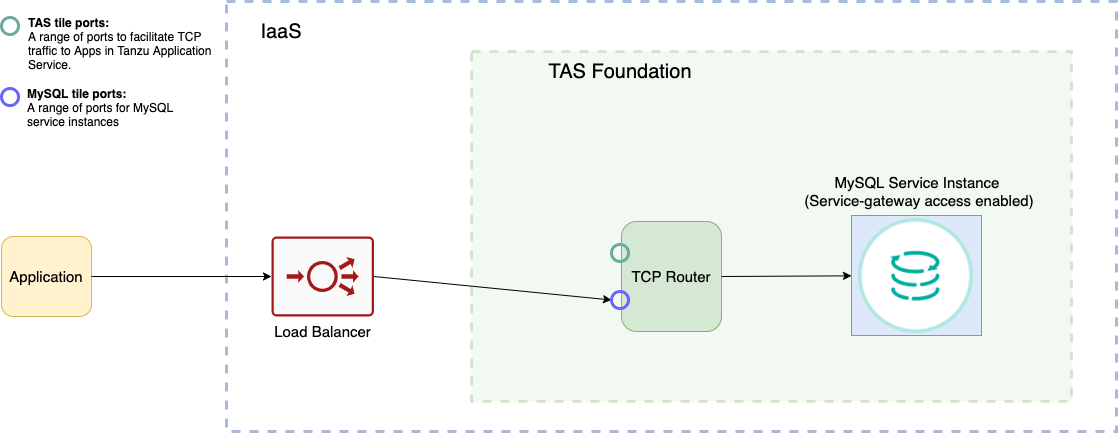 TAS tile ports:
A range of ports to facilitate TCP
traffic to Apps in Tanzu Application
Service.
MySQL tile ports:
A range of ports for MySQL
service instances
IaaS
TAS Foundation
MySQL Service Instance
(Service-gateway access enabled)
Application
TCP Router
Load Balancer